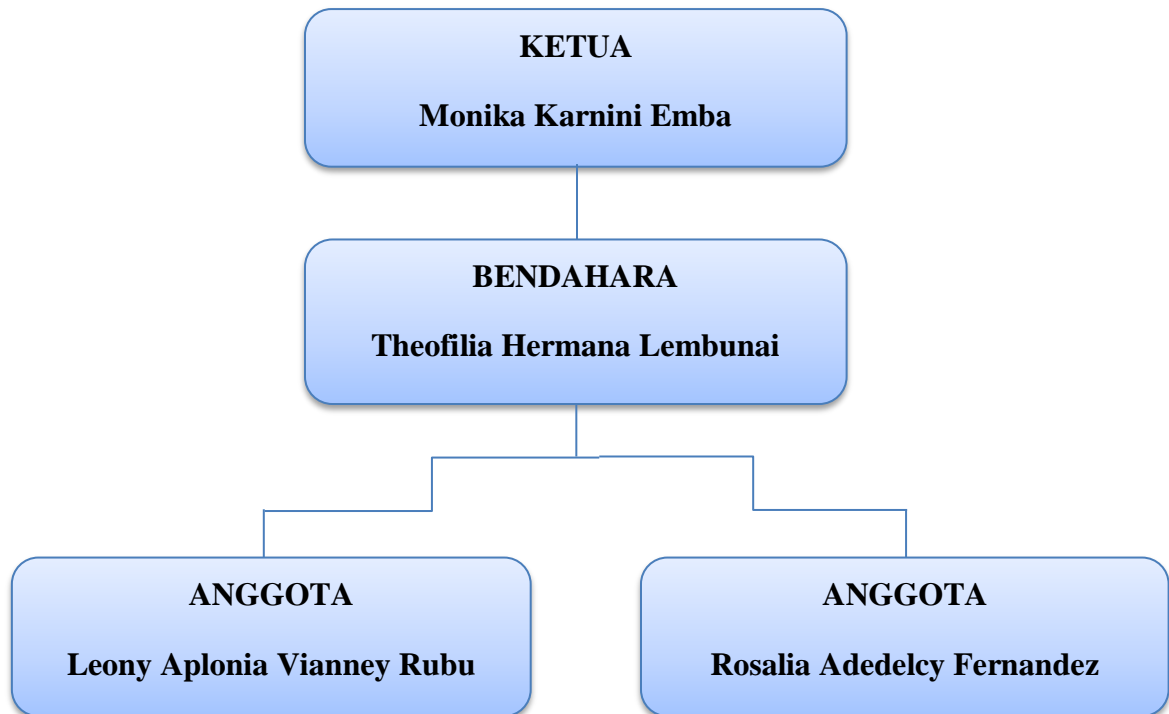 KETUA
Monika Karnini Emba
BENDAHARA
Theofilia Hermana Lembunai
ANGGOTA
Leony Aplonia Vianney Rubu
ANGGOTA
Rosalia Adedelcy Fernandez